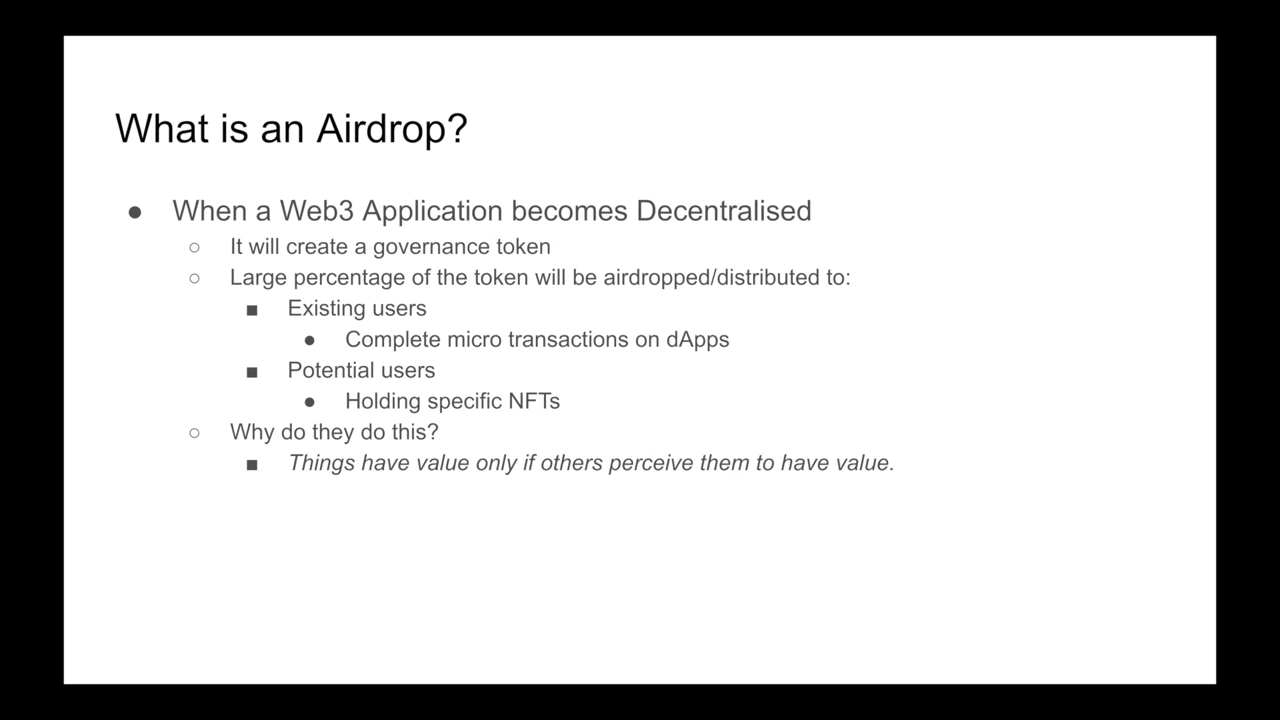 What is an Airdrop?
● When a Web3 Application becomes Decentralised
○ It will create a governance token
○ Large percentage of the token will be airdropped/distributed to:
■ Existing users
● Complete micro transactions on dApps
■ Potential users
● Holding specific NFTs
○ Why do they do this?
■ Things have value only if others perceive them to have value.